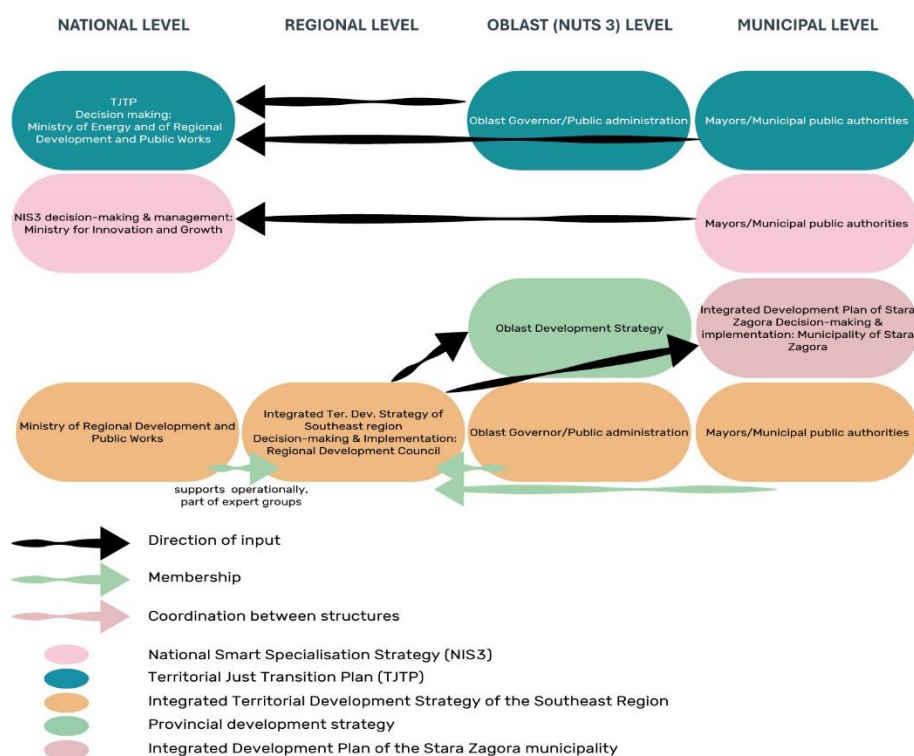 NATIONAL LEVEL
REGIONAL LEVEL
OBLAST (NUTS 3) LEVEL
MUNICIPAL LEVEL
TJTP
Decision making:
Ministry of Energy and of Regional
Development and Public Works
Oblast Governor/Public administration
Mayors/Municipal public authorities
NIS3 decision-making & management:
Ministry for Innovation and Growth
Mayors/Municipal public authorities
Oblast Development Strategy
Integrated Development Plan of Stara
Zagora Decision-making &
implementation: Municipality of Stara
Zagora
Ministry of Regional Development and
Public Works
Integrated Ter. Dev. Strategy of
Southeast region
Decision-making & Implementation:
Regional Development Council
Oblast Governor/Public administration
Mayors/Municipal public authorities
supports operationally,
part of expert groups
Direction of input
Membership
Coordination between structures
National Smart Specialisation Strategy (NIS3)
Territorial Just Transition Plan (TJTP)
Integrated Territorial Development Strategy of the Southeast Region
Provincial development strategy
Integrated Development Plan of the Stara Zagora municipality